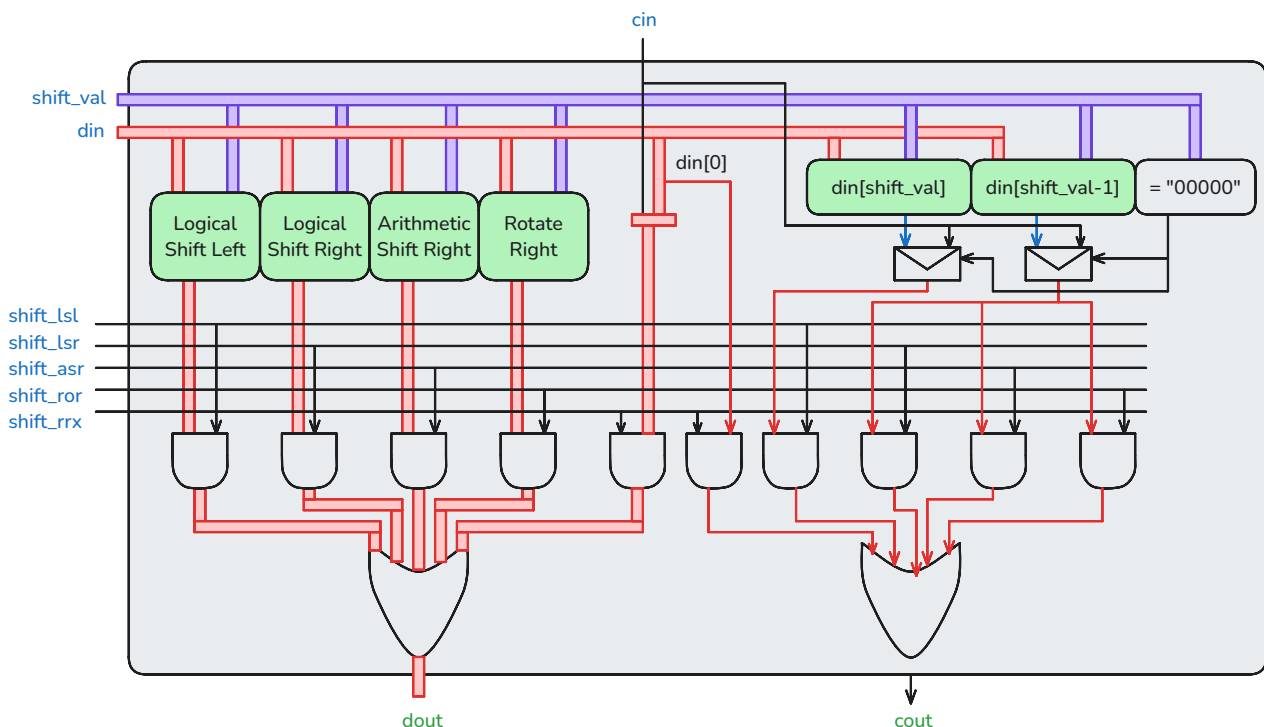 cin
shift_val
din
din[0]
din[shift_val]
din[shift_val-1]
= "00000"
Logical
Shift Left
Logical
Shift Right
Arithmetic
Shift Right
Rotate
Right
shift_lsl
shift_lsr
shift_asr
shift_ror
shift_rrx
dout
cout